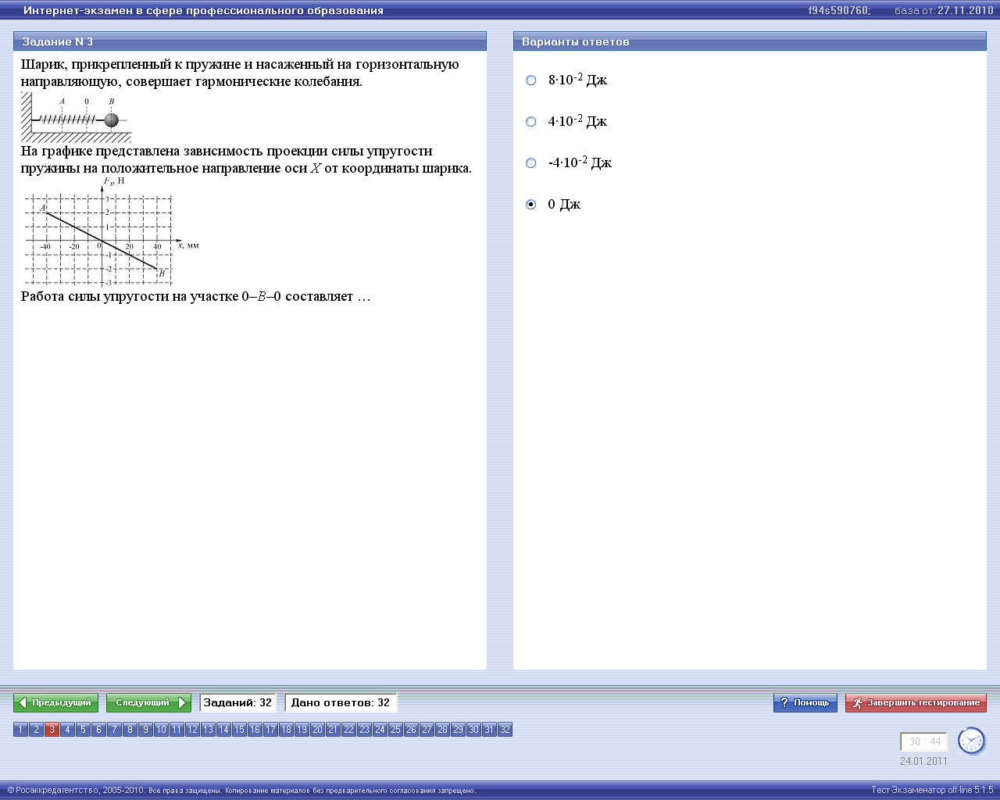 Интернет-экзамен в сфере профессионального образования
f94s590760; база от: 27.11.2010
Задание N 3
Шарик, прикрепленный к пружине и насаженный на горизонтальную
направляющую, совершает гармонические колебания.
A 0 B
На графике представлена зависимость проекции силы упругости
пружины на положительное направление оси X от координаты шарика.
Fx, Н
3
A
2
1
-40 -20 0 20 40 x, мм
-1
-2
B
-3
Работа силы упругости на участке 0–B–0 составляет …
Варианты ответов
8·10-2 Дж
4·10-2 Дж
-4·10-2 Дж
0 Дж
Предыдущий Следующий Заданий: 32 Дано ответов: 32 ? Помощь Завершить тестирование
1 2 3 4 5 6 7 8 9 10 11 12 13 14 15 16 17 18 19 20 21 22 23 24 25 26 27 28 29 30 31 32
30 : 44
24.01.2011
© Росаккредагентство, 2005-2010. Все права защищены. Копирование материалов без предварительного согласования запрещено.
Тест-Экзаменатор off-line 5.1.5